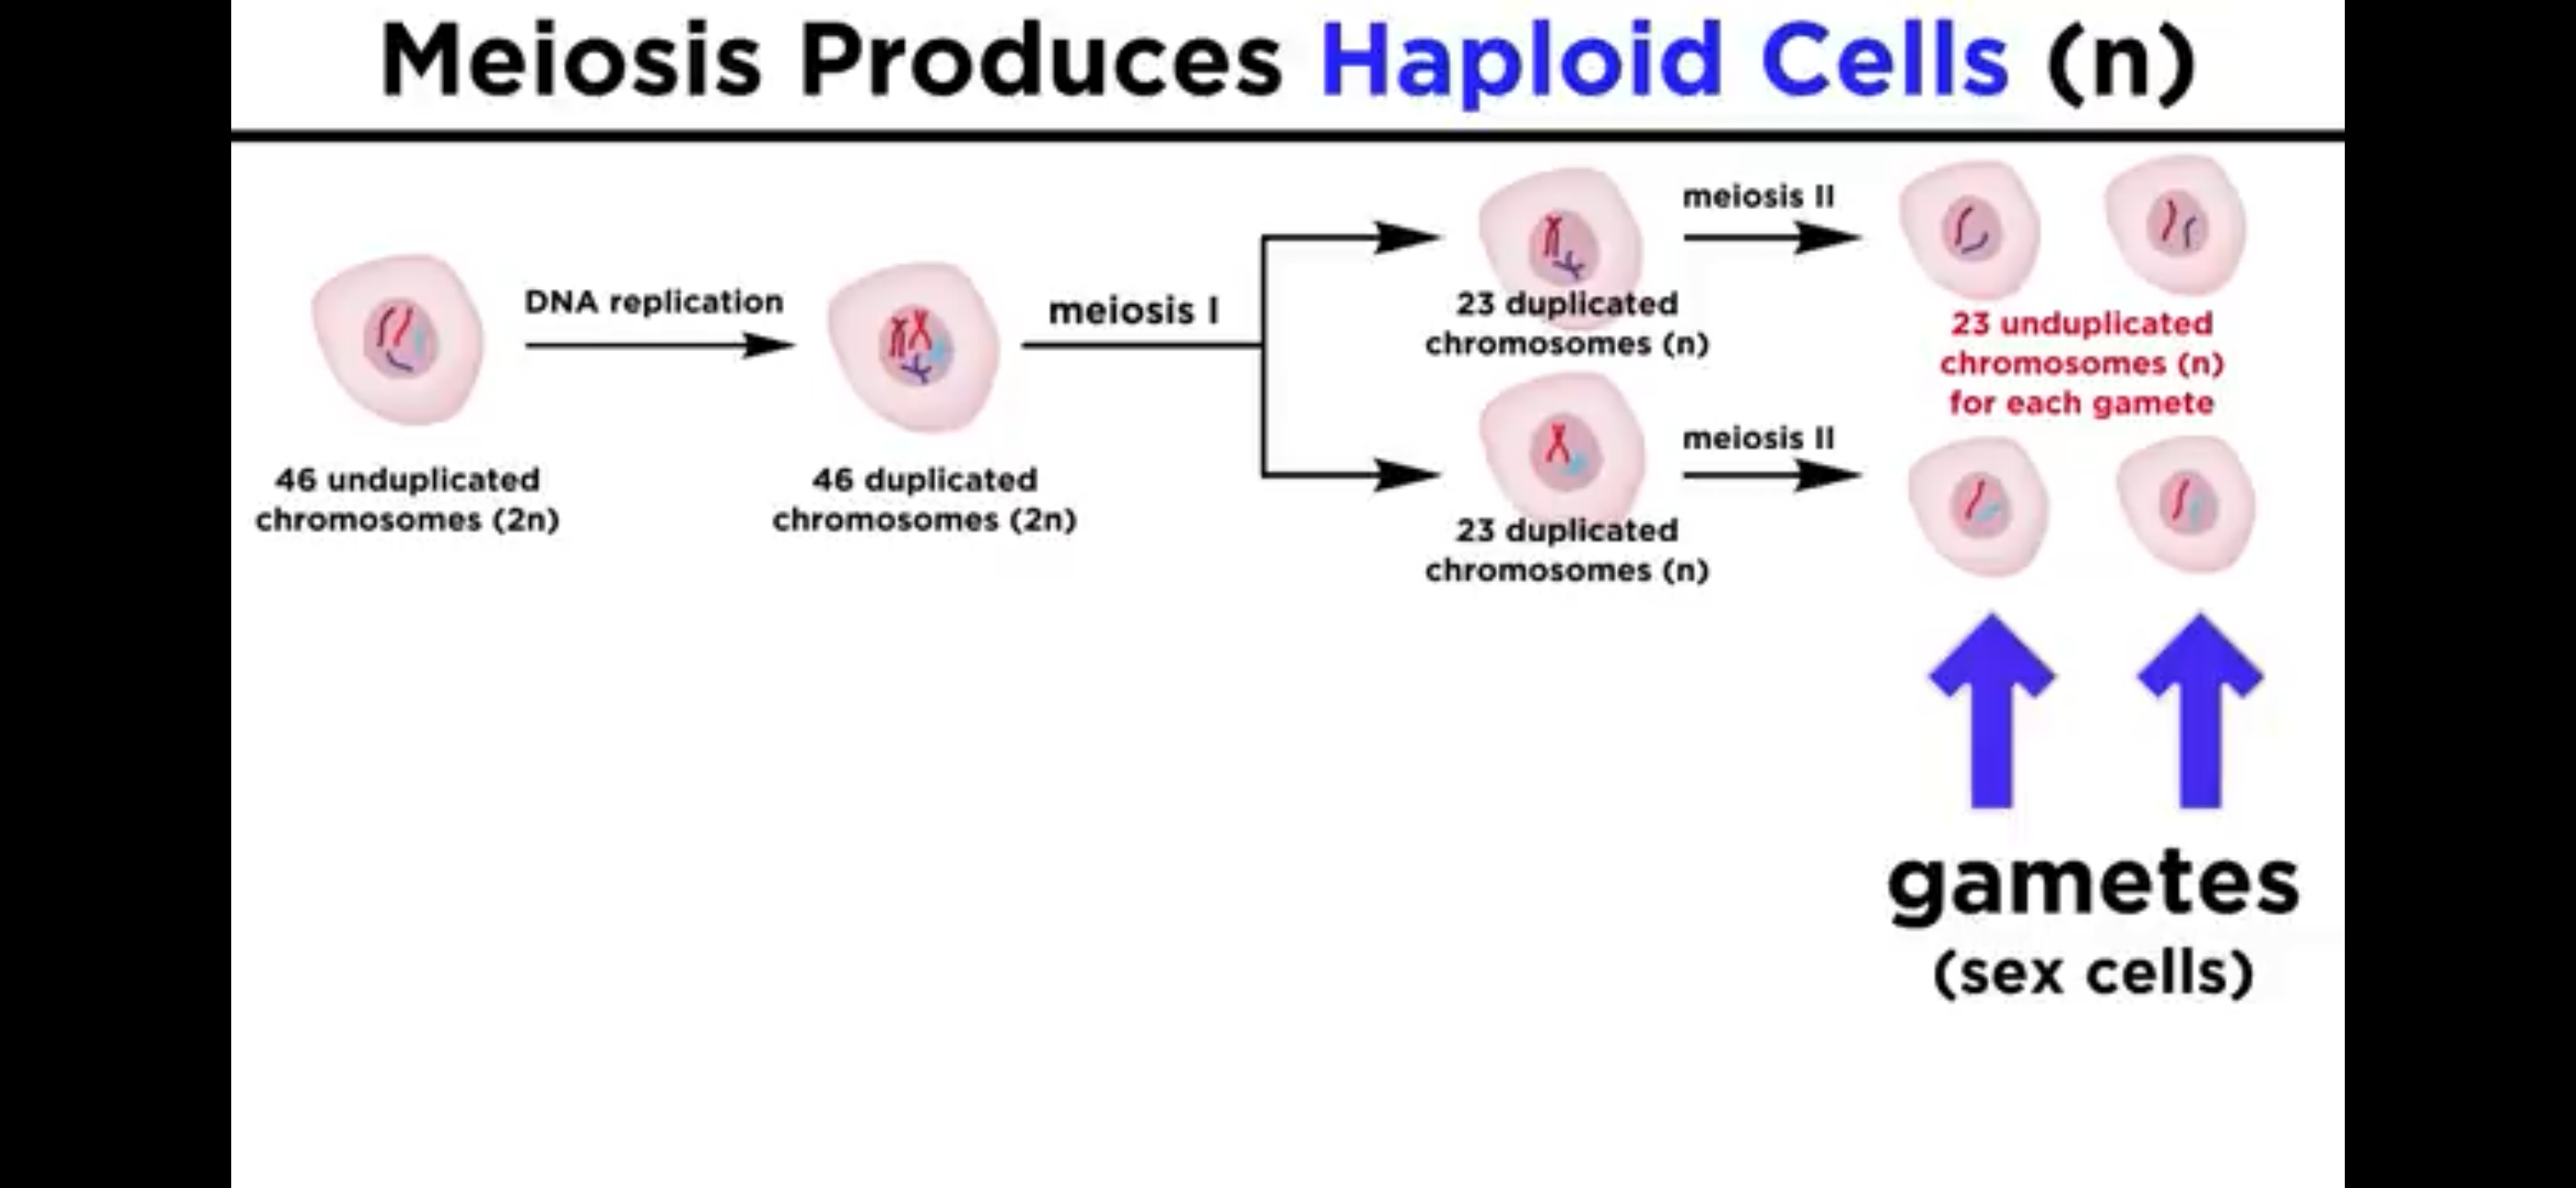 Meiosis Produces Haploid Cells (n)
DNA replication
46 unduplicated
chromosomes (2n)
46 duplicated
chromosomes (2n)
meiosis I
23 duplicated
chromosomes (n)
23 duplicated
chromosomes (n)
meiosis II
meiosis II
23 unduplicated
chromosomes (n)
for each gamete
gametes
(sex cells)